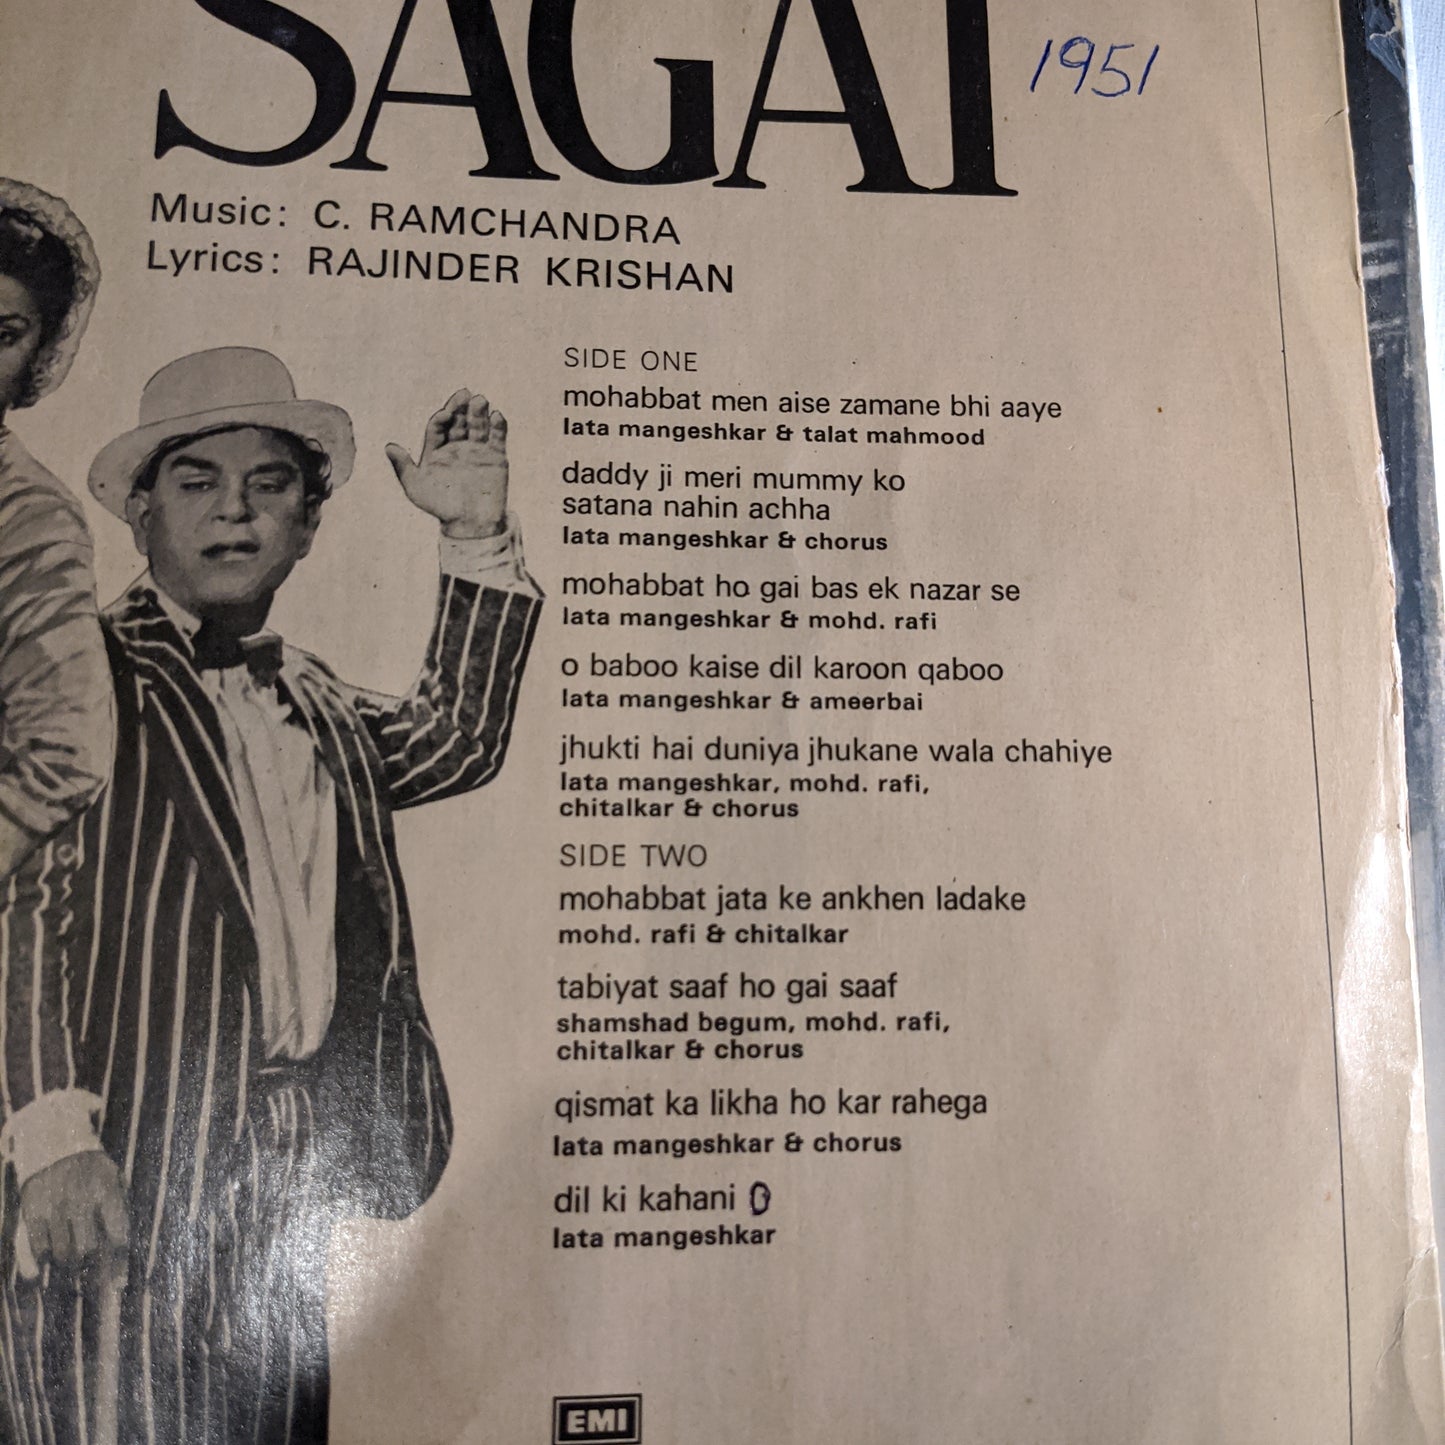 SAGAI
1951
Music: C. RAMCHANDRA
Lyrics: RAJINDER KRISHAN
SIDE ONE
mohabbat men aise zamane bhi aaye
lata mangeshkar & talat mahmood
daddy ji meri mummy ko
satana nahin achha
lata mangeshkar & chorus
mohabbat ho gai bas ek nazar se
lata mangeshkar & mohd. rafi
o baboo kaise dil karoon qaboo
lata mangeshkar & ameerbai
jhukti hai duniya jhukane wala chahiye
lata mangeshkar, mohd. rafi,
chitalkar & chorus
SIDE TWO
mohabbat jata ke ankhen ladake
mohd. rafi & chitalkar
tabiyat saaf ho gai saaf
shamshad begum, mohd. rafi,
chitalkar & chorus
qismat ka likha ho kar rahega
lata mangeshkar & chorus
dil ki kahani
lata mangeshkar
EMI